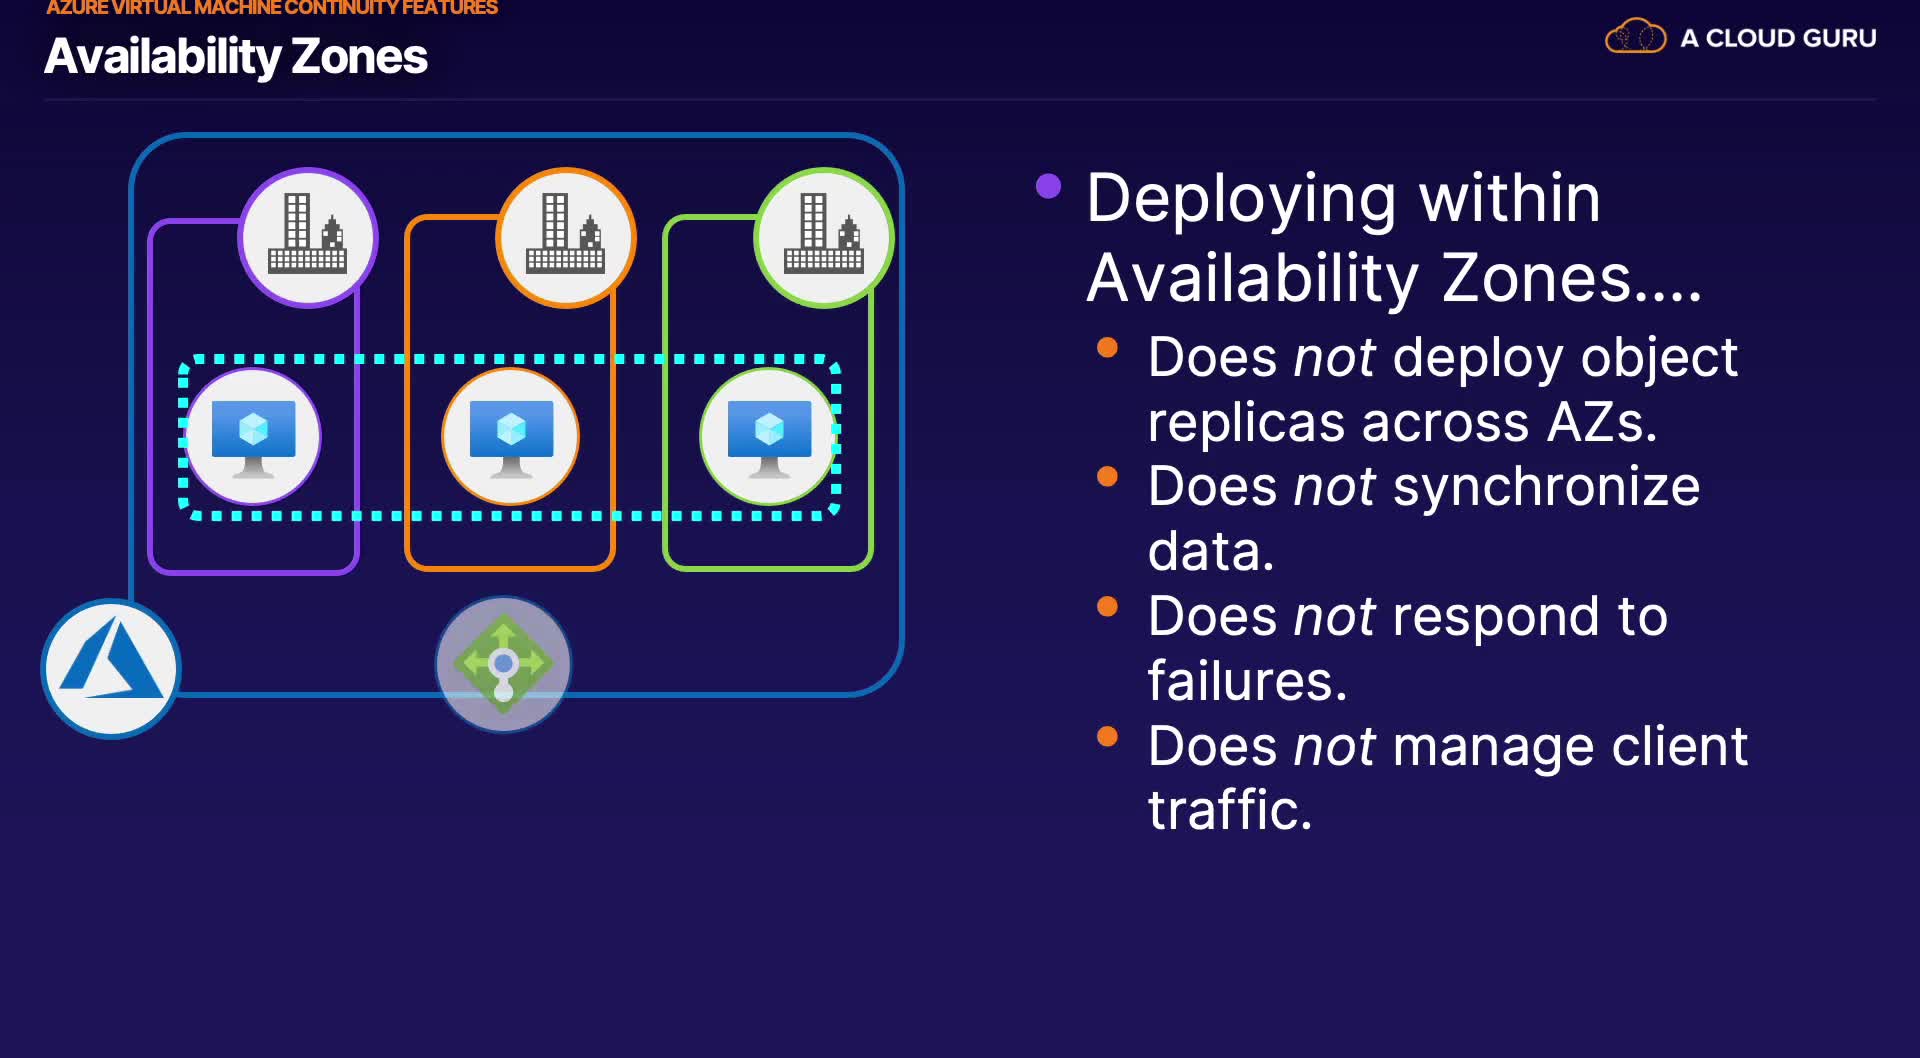 AZURE VIRTUAL MACHINE CONTINUITY FEATURES
Availability Zones
A CLOUD GURU
Deploying within
Availability Zones....
Does not deploy object
replicas across AZs.
Does not synchronize
data.
Does not respond to
failures.
Does not manage client
traffic.